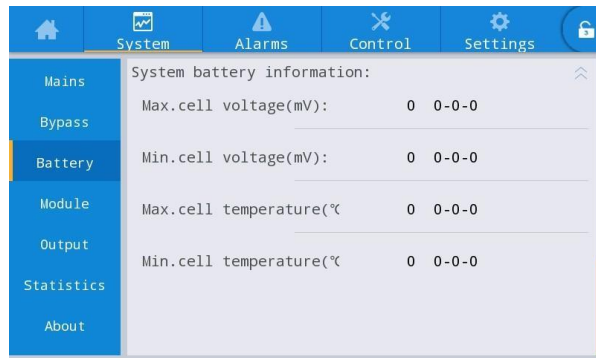 System Alarms Control Settings
Mains
Bypass
Battery
Module
Output
Statistics
About
System battery information:
Max.cell voltage(mV): 0 0-0-0
Min.cell voltage(mV): 0 0-0-0
Max.cell temperature(℃ 0 0-0-0
Min.cell temperature(℃ 0 0-0-0